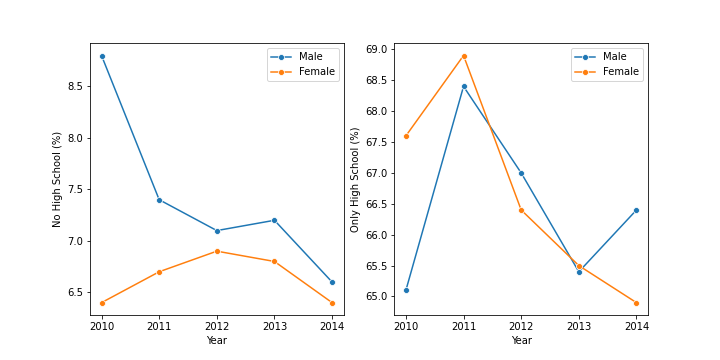 No High School (%)
8.5
8.0
7.5
7.0
6.5
2010 2011 2012 2013 2014
Year
Male
Female
Only High School (%)
69.0
68.5
68.0
67.5
67.0
66.5
66.0
65.5
65.0
2010 2011 2012 2013 2014
Year
Male
Female